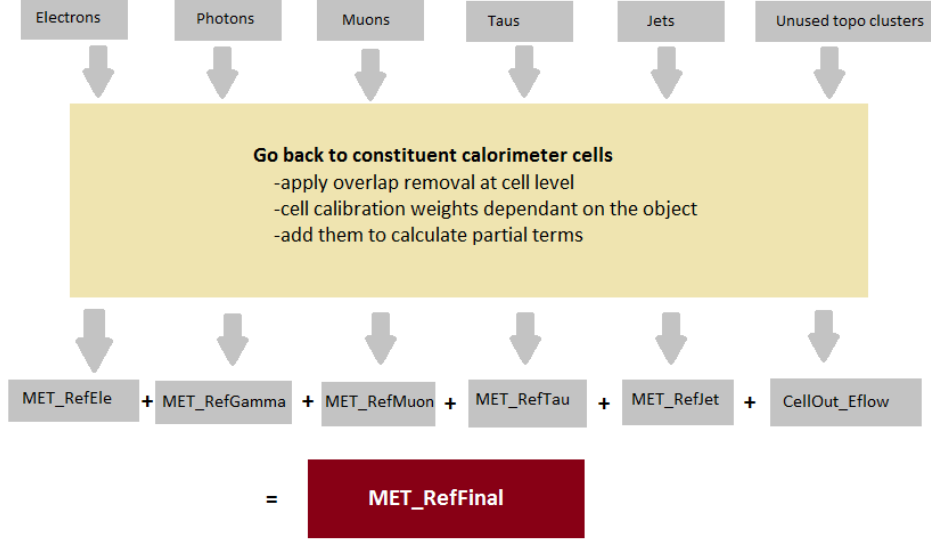 Electrons
Photons
Muons
Taus
Jets
Unused topo clusters
Go back to constituent calorimeter cells
-apply overlap removal at cell level
-cell calibration weights dependant on the object
-add them to calculate partial terms
MET_RefEle + MET_RefGamma + MET_RefMuon + MET_RefTau + MET_RefJet + CellOut_Eflow
= MET_RefFinal